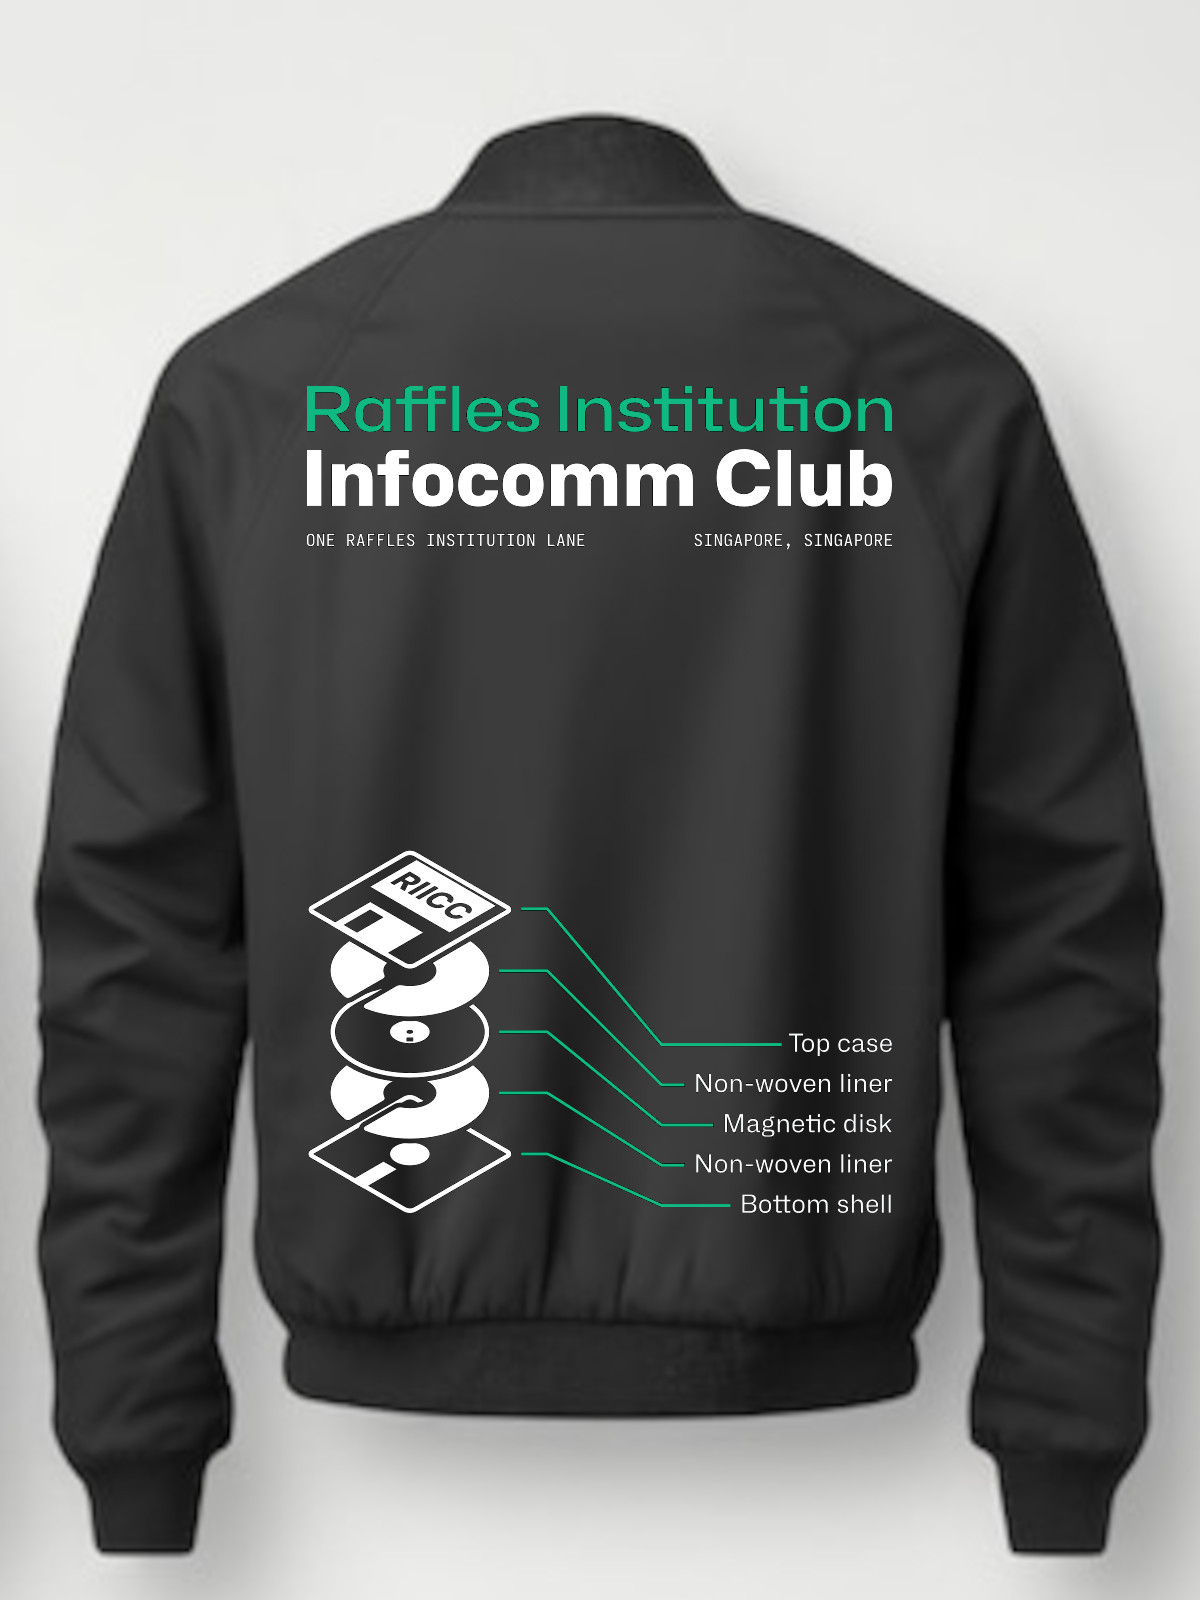 Raffles Institution
Infocomm Club
ONE RAFFLES INSTITUTION LANE SINGAPORE, SINGAPORE
RIICC
Top case
Non-woven liner
Magnetic disk
Non-woven liner
Bottom shell